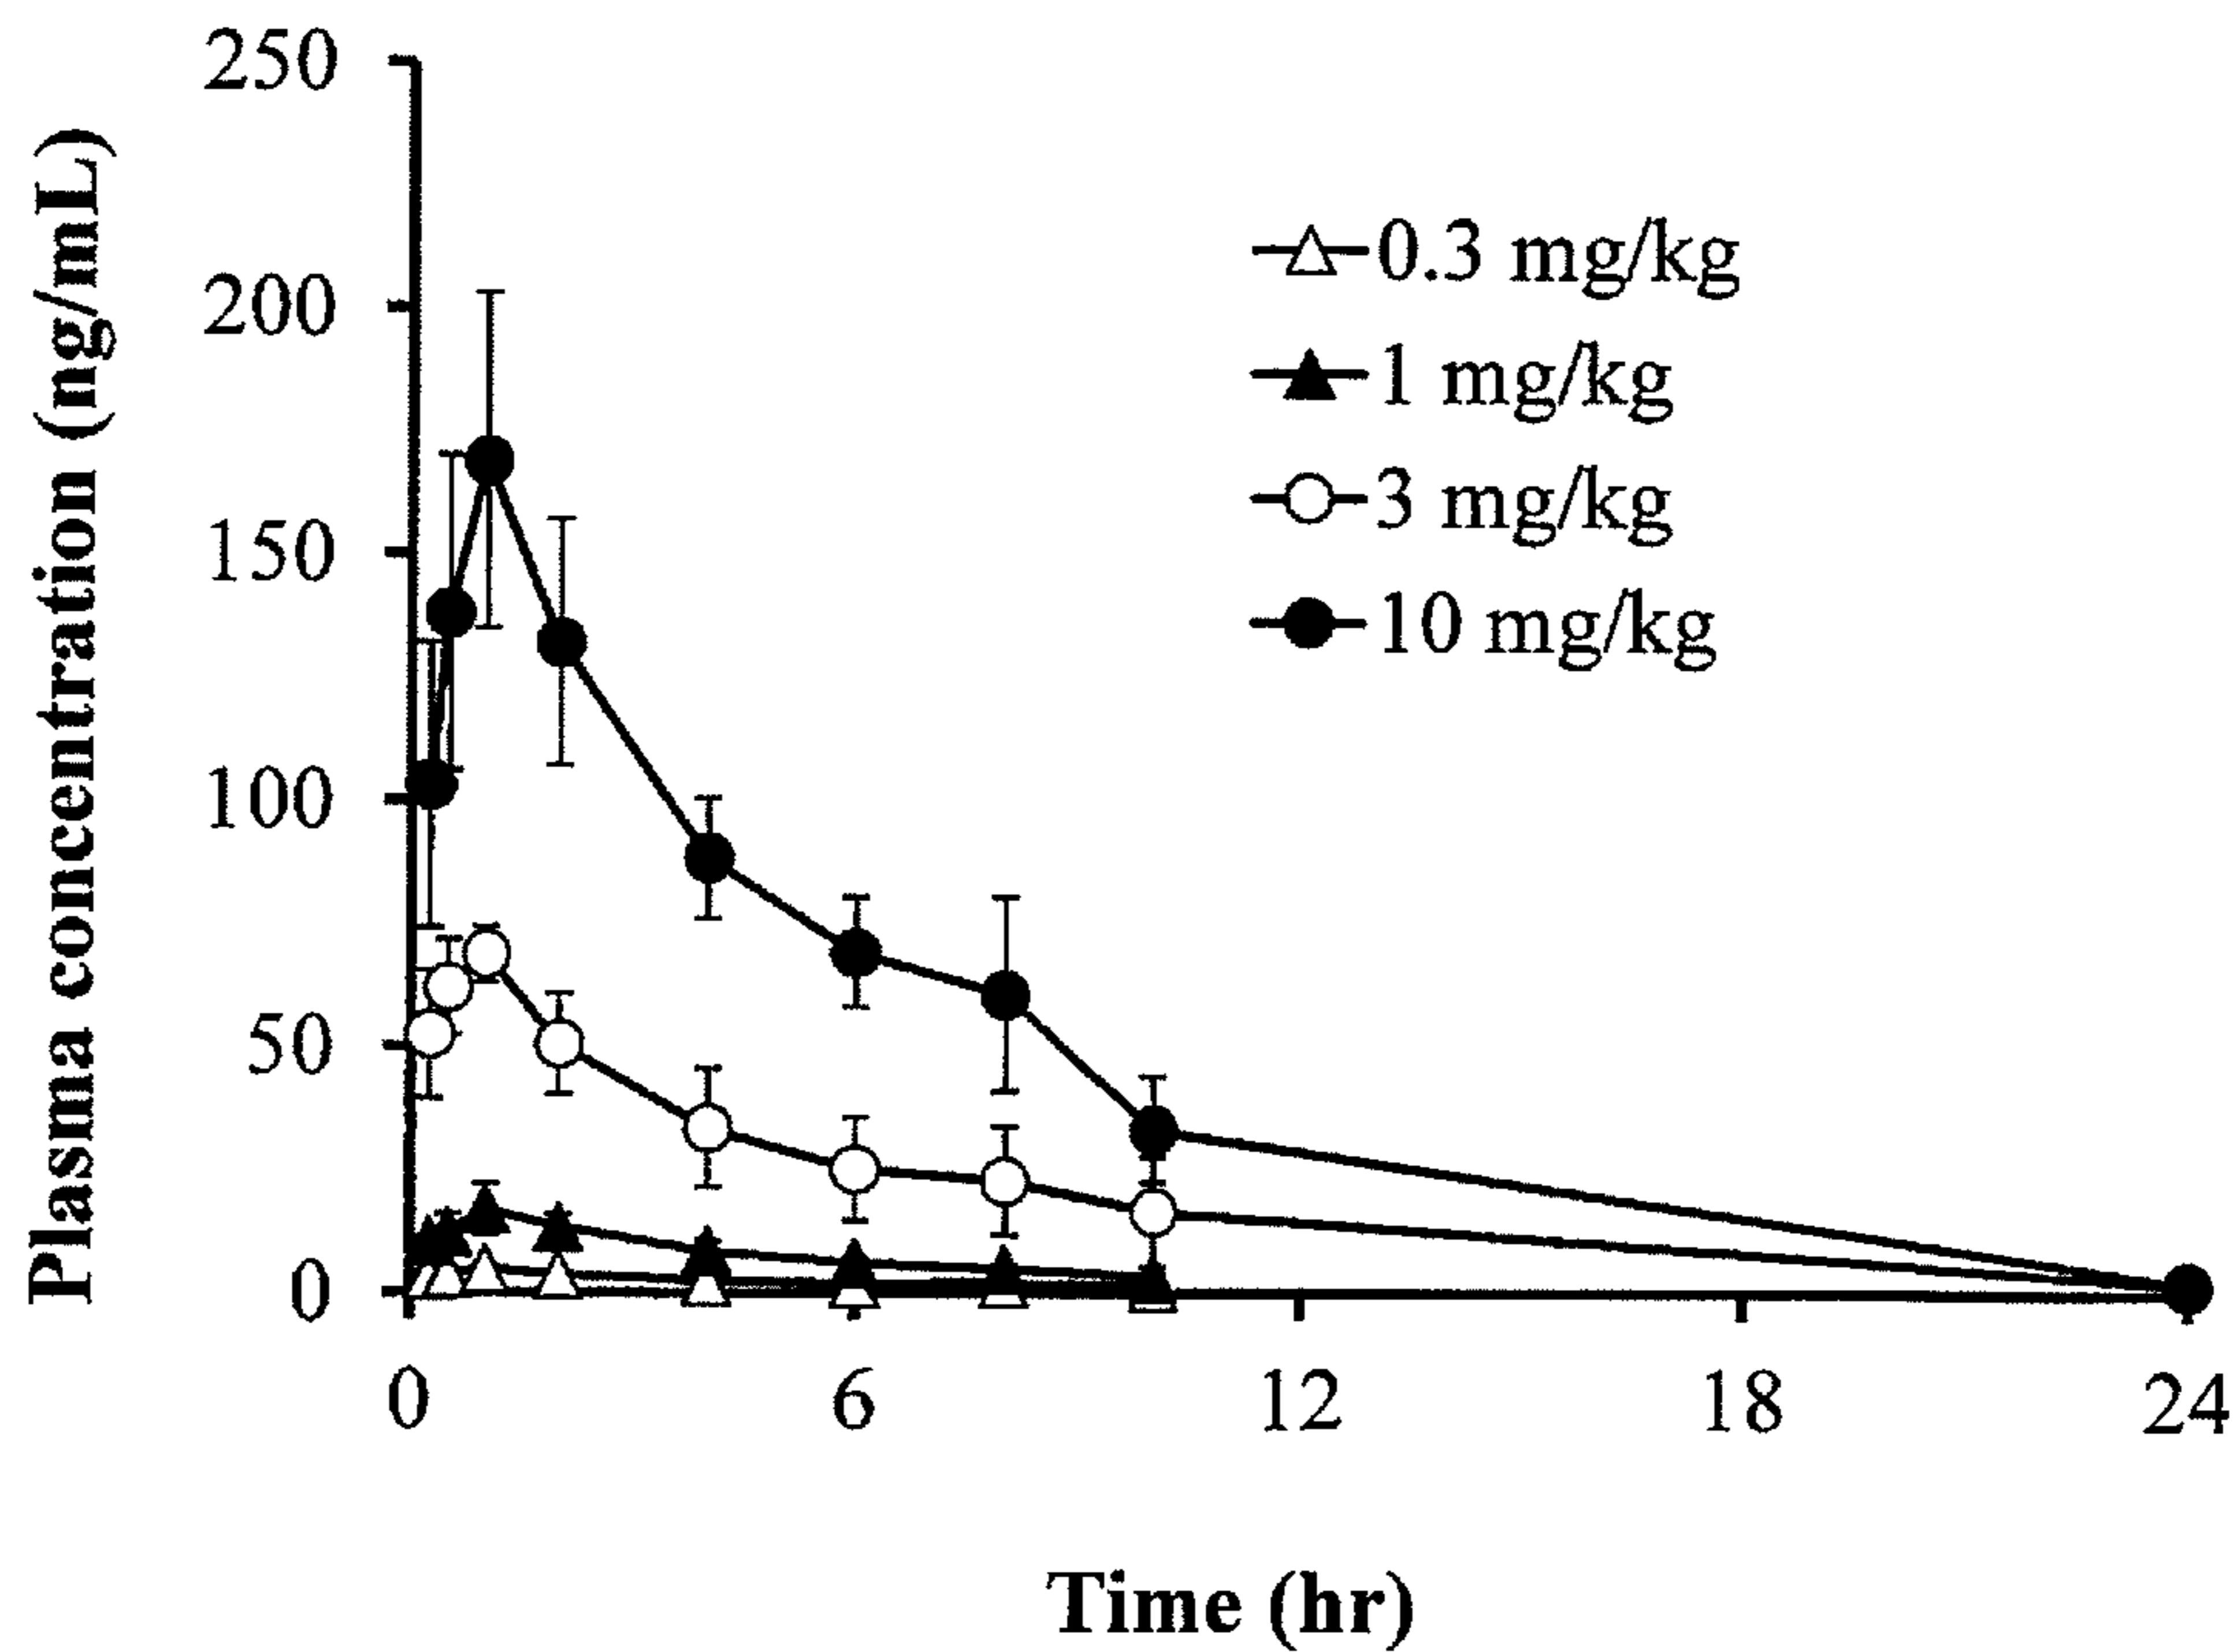 Plasma concentration (ng/mL)
250
200
150
100
50
0
0.3 mg/kg
1 mg/kg
3 mg/kg
10 mg/kg
0 6 12 18 24
Time (hr)